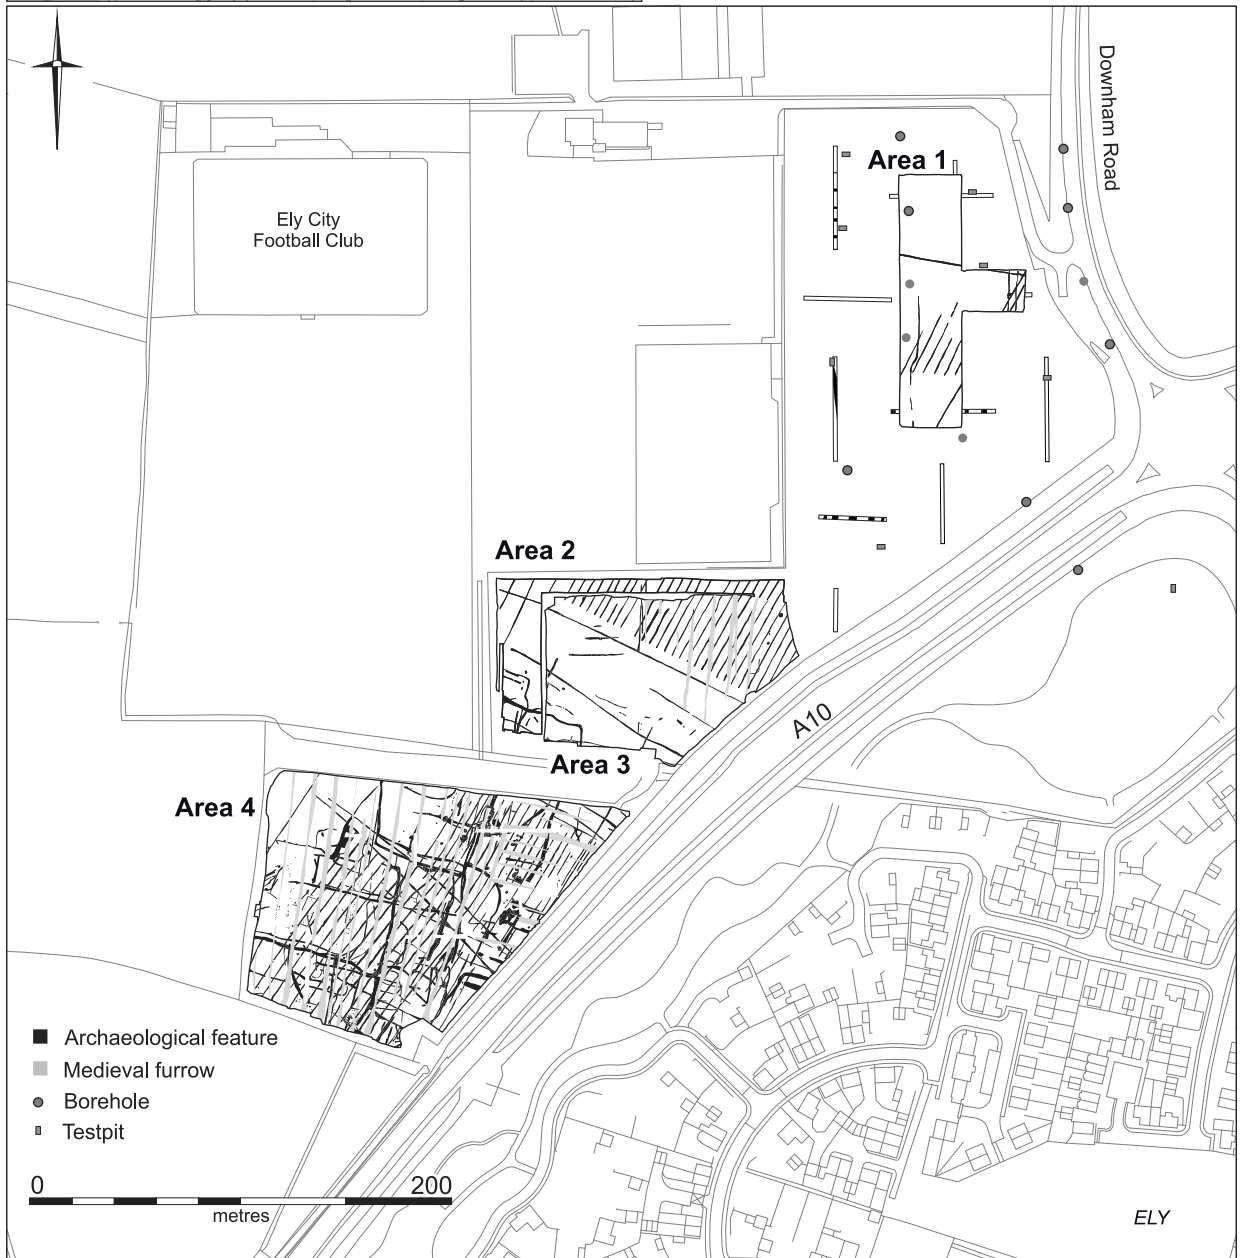 Downham Road
Area 1
Ely City
Football Club
Area 2
A10
Area 3
Area 4
Archaeological feature
Medieval furrow
Borehole
Testpit
0 200
metres
ELY